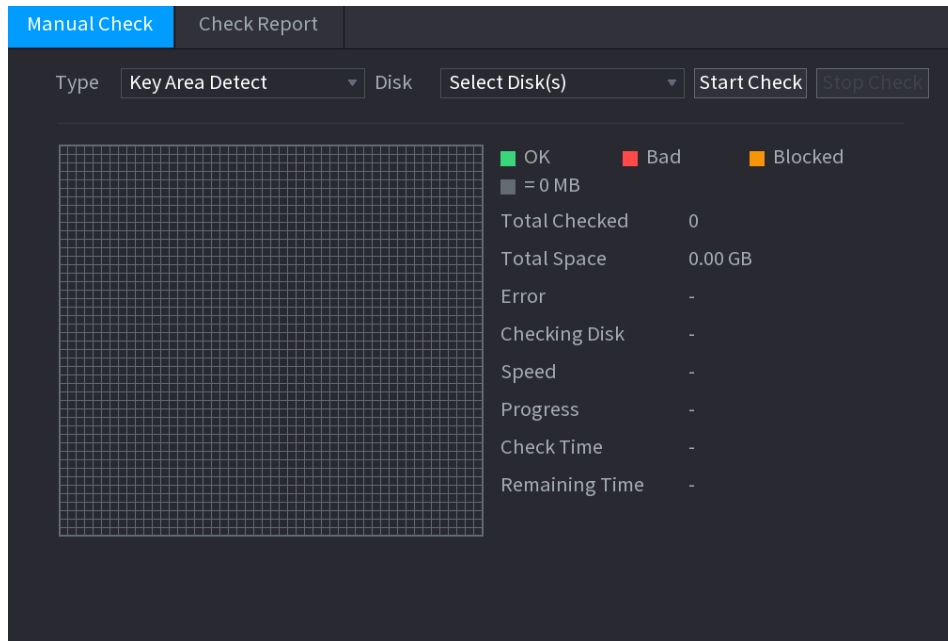 Manual Check Check Report
Type Key Area Detect Disk Select Disk(s) Start Check Stop Check
OK Bad Blocked
= 0 MB
Total Checked 0
Total Space 0.00 GB
Error -
Checking Disk -
Speed -
Progress -
Check Time -
Remaining Time -